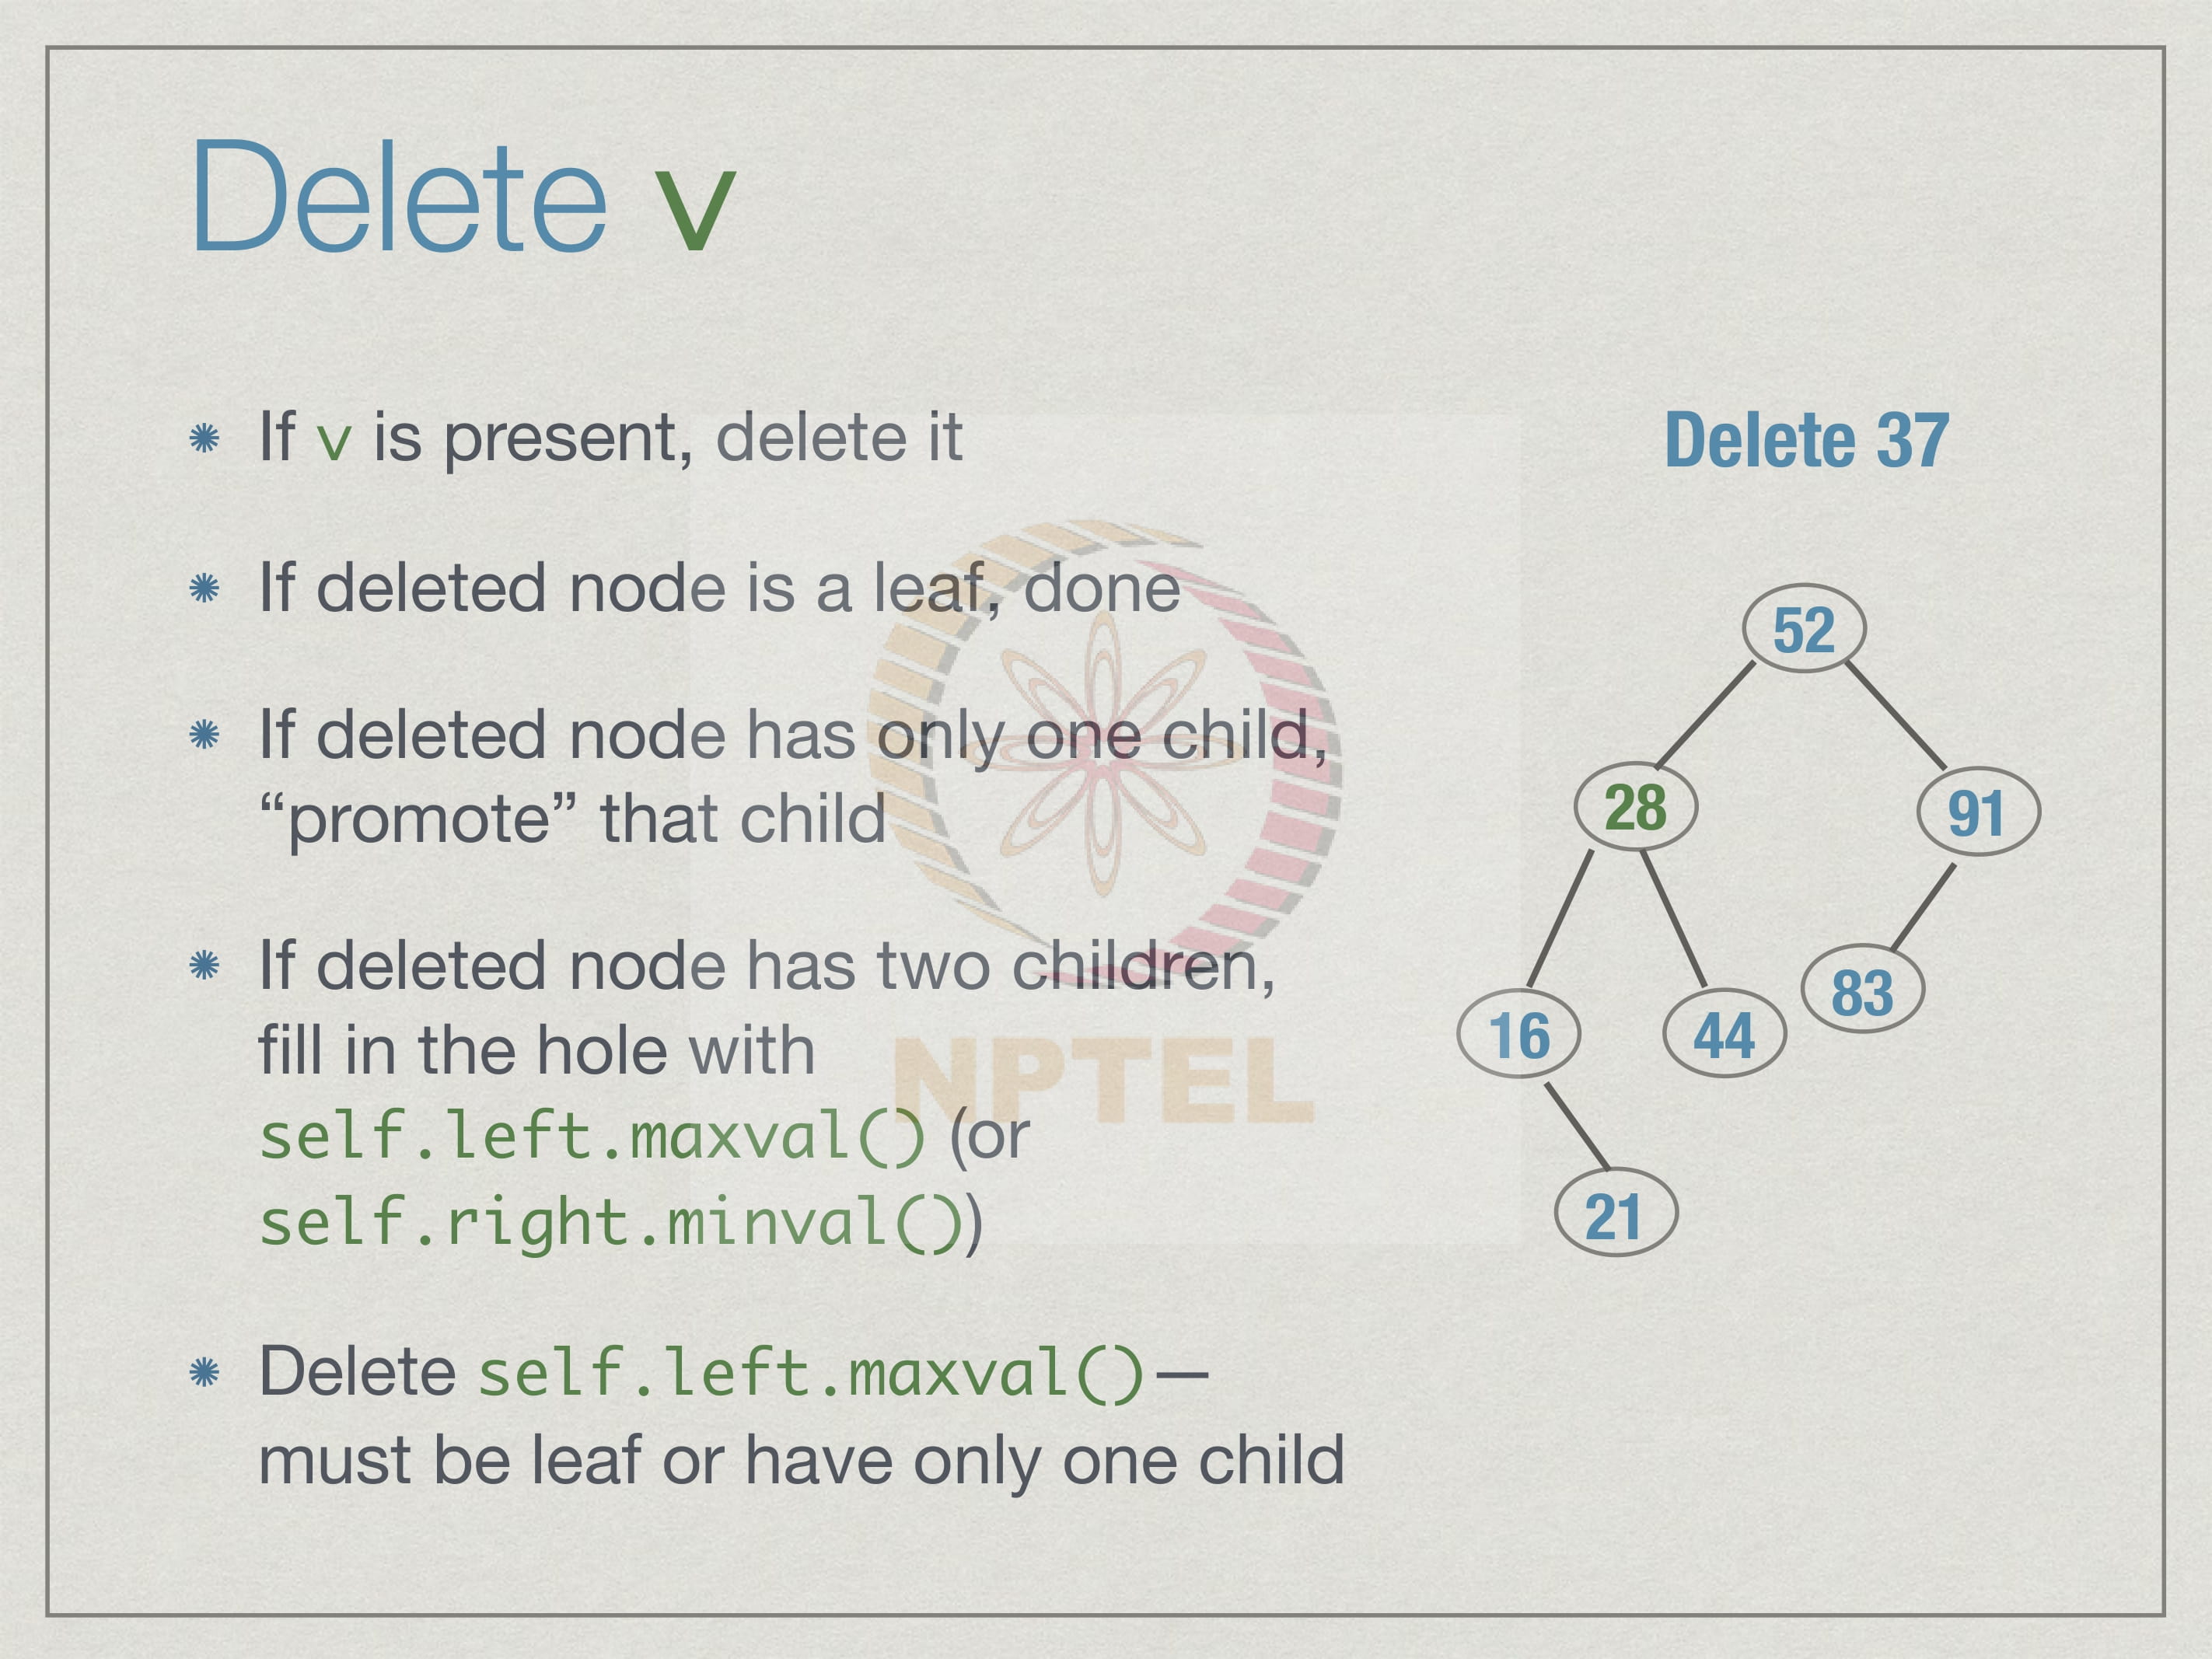 Delete v
If v is present, delete it
If deleted node is a leaf, done
If deleted node has only one child,
“promote” that child
If deleted node has two children,
fill in the hole with
self.left.maxval() (or
self.right.minval())
Delete self.left.maxval()—
must be leaf or have only one child
Delete 37
52
28
91
16
44
83
21
NPTEL